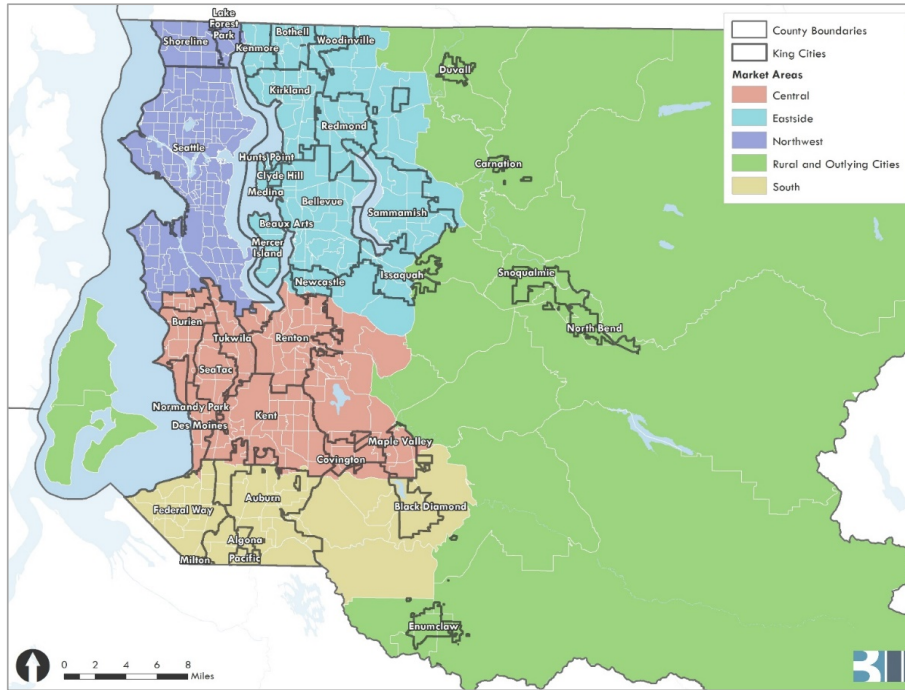 Lake
Forest
Park
Shoreline
Kenmore
Bothell
Woodinville
Duvall
Kirkland
Redmond
Seattle
Hunts Point
Clyde Hill
Carnation
Medina
Bellevue
Sammamish
Beaux Arts
Mercer
Island
Issaquah
Snoqualmie
Newcastle
North Bend
Burien
Tukwila
Renton
SeaTac
Normandy Park
Kent
Des Moines
Maple Valley
Covington
Auburn
Federal Way
Black Diamond
Algona
Pacific
Milton
Enumclaw
County Boundaries
King Cities
Market Areas
Central
Eastside
Northwest
Rural and Outlying Cities
South
0 2 4 6 8
Miles